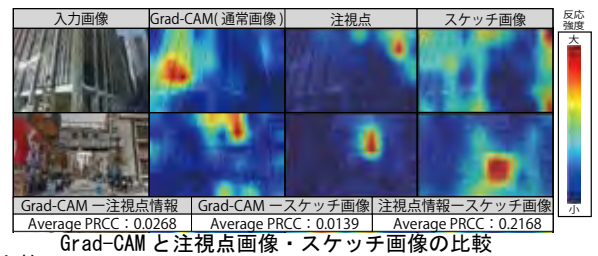 入力画像 Grad-CAM(通常画像) 注視点 スケッチ画像
反応
強度
大
小
Grad-CAM ー注視点情報 Grad-CAM ースケッチ画像 注視点情報ースケッチ画像
Average PRCC：0.0268 Average PRCC：0.0139 Average PRCC：0.2168
Grad-CAM と注視点画像・スケッチ画像の比較